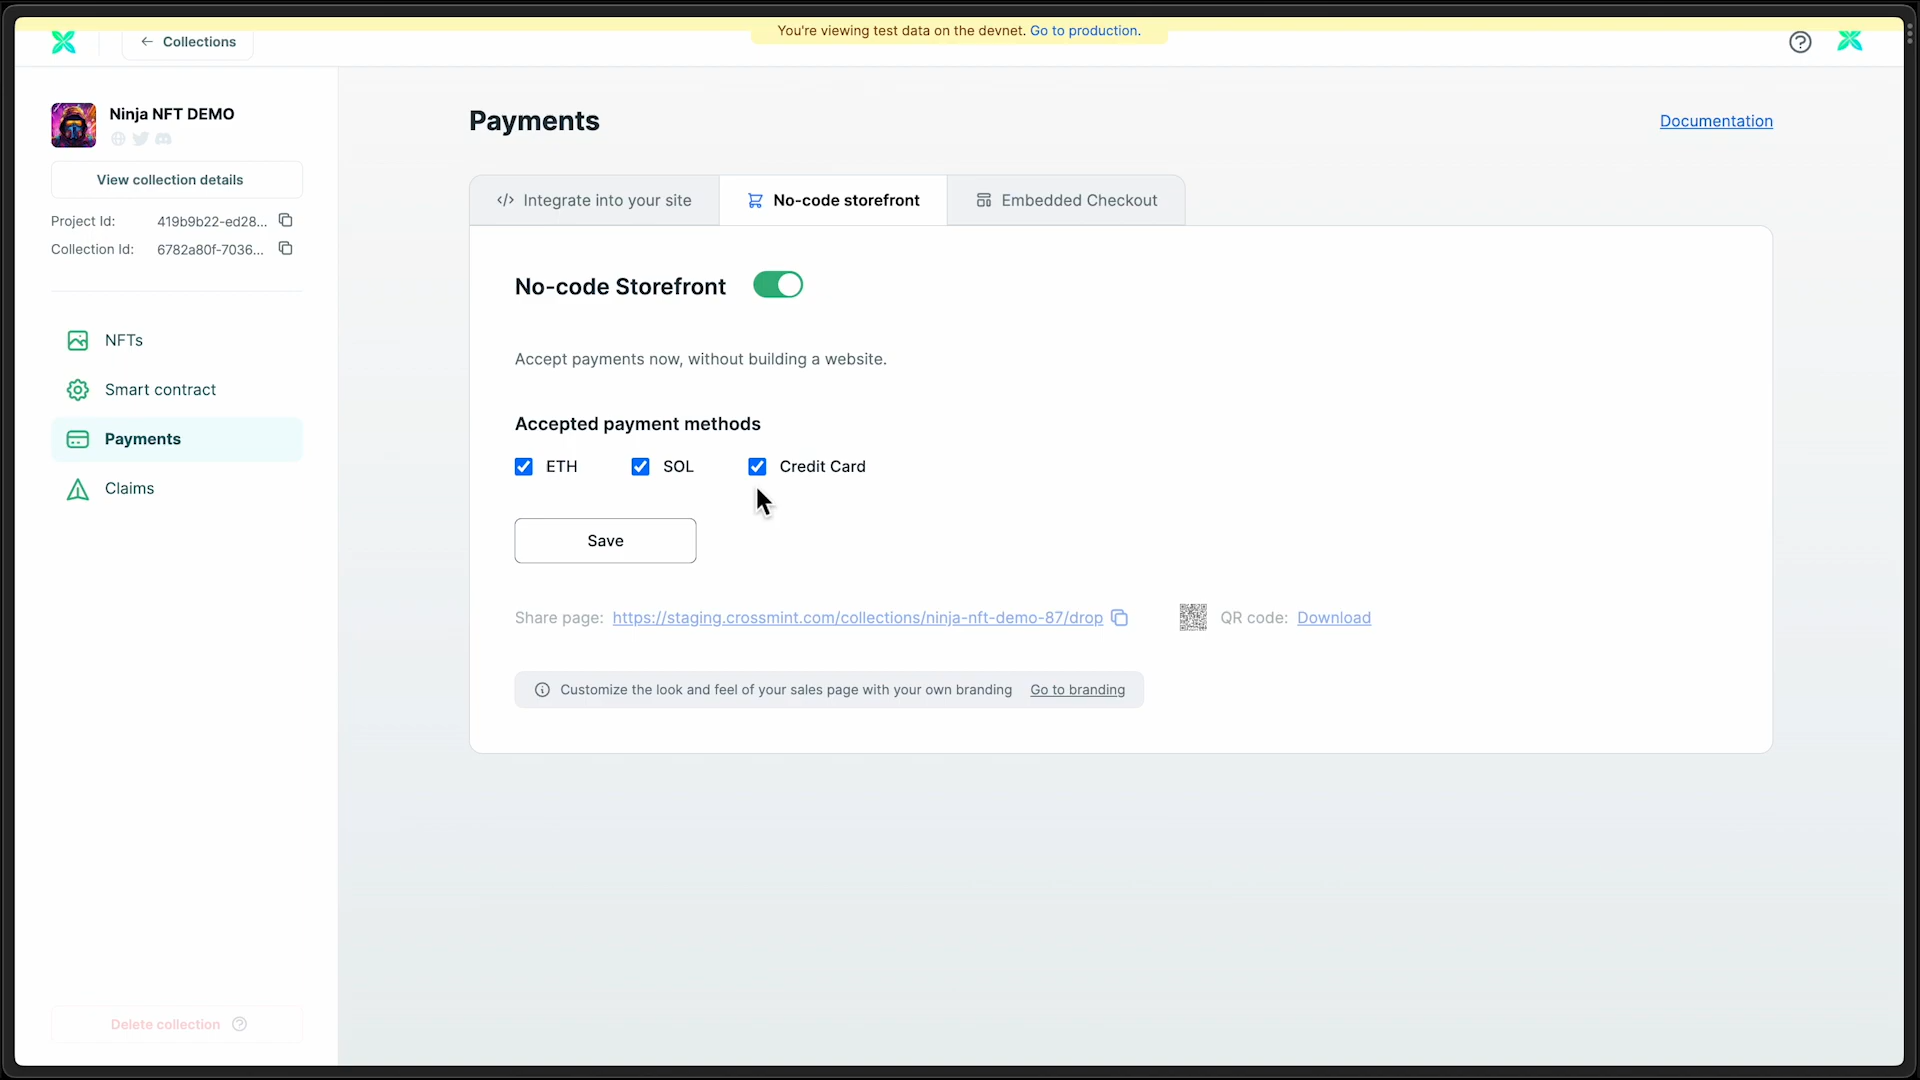 You're viewing test data on the devnet. Go to production.
← Collections
Ninja NFT DEMO
View collection details
Project Id: 419b9b22-ed28...
Collection Id: 6782a80f-7036...
NFTs
Smart contract
Payments
Claims
Delete collection
Payments
Documentation
</> Integrate into your site
No-code storefront
Embedded Checkout
No-code Storefront
Accept payments now, without building a website.
Accepted payment methods
ETH SOL Credit Card
Save
Share page: https://staging.crossmint.com/collections/ninja-nft-demo-87/drop QR code: Download
Customize the look and feel of your sales page with your own branding Go to branding